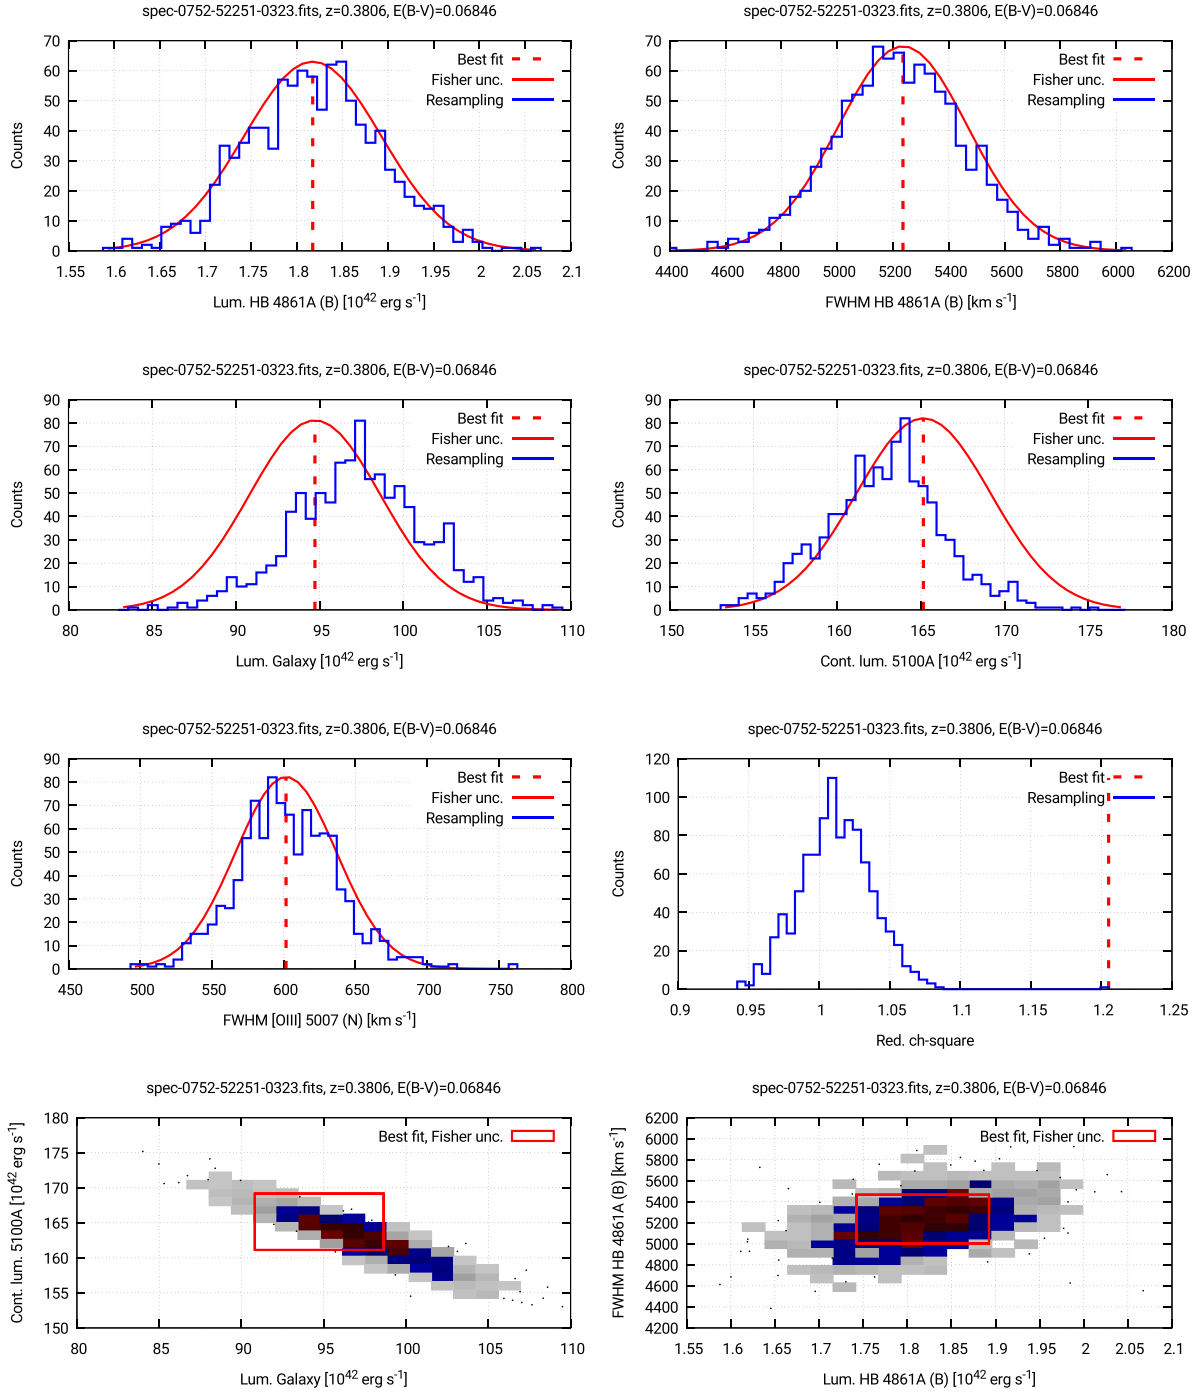 spec-0752-52251-0323.fits, z=0.3806, E(B-V)=0.06846
70
60
50
40
30
20
10
0
Counts
Best fit
Fisher unc.
Resampling
1.55 1.6 1.65 1.7 1.75 1.8 1.85 1.9 1.95 2 2.05 2.1
Lum. HB 4861A (B) [10^42 erg s^-1]
spec-0752-52251-0323.fits, z=0.3806, E(B-V)=0.06846
70
60
50
40
30
20
10
0
Counts
Best fit
Fisher unc.
Resampling
4400 4600 4800 5000 5200 5400 5600 5800 6000 6200
FWHM HB 4861A (B) [km s^-1]
spec-0752-52251-0323.fits, z=0.3806, E(B-V)=0.06846
90
80
70
60
50
40
30
20
10
0
Counts
Best fit
Fisher unc.
Resampling
80 85 90 95 100 105 110
Lum. Galaxy [10^42 erg s^-1]
spec-0752-52251-0323.fits, z=0.3806, E(B-V)=0.06846
90
80
70
60
50
40
30
20
10
0
Counts
Best fit
Fisher unc.
Resampling
150 155 160 165 170 175 180
Cont. lum. 5100A [10^42 erg s^-1]
spec-0752-52251-0323.fits, z=0.3806, E(B-V)=0.06846
90
80
70
60
50
40
30
20
10
0
Counts
Best fit
Fisher unc.
Resampling
450 500 550 600 650 700 750 800
FWHM [OIII] 5007 (N) [km s^-1]
spec-0752-52251-0323.fits, z=0.3806, E(B-V)=0.06846
120
100
80
60
40
20
0
Counts
Best fit
Resampling
0.9 0.95 1 1.05 1.1 1.15 1.2 1.25
Red. ch-square
spec-0752-52251-0323.fits, z=0.3806, E(B-V)=0.06846
180
175
170
165
160
155
150
Cont. lum. 5100A [10^42 erg s^-1]
Best fit, Fisher unc.
80 85 90 95 100 105 110
Lum. Galaxy [10^42 erg s^-1]
spec-0752-52251-0323.fits, z=0.3806, E(B-V)=0.06846
6200
6000
5800
5600
5400
5200
5000
4800
4600
4400
4200
FWHM HB 4861A (B) [km s^-1]
Best fit, Fisher unc.
1.55 1.6 1.65 1.7 1.75 1.8 1.85 1.9 1.95 2 2.05 2.1
Lum. HB 4861A (B) [10^42 erg s^-1]